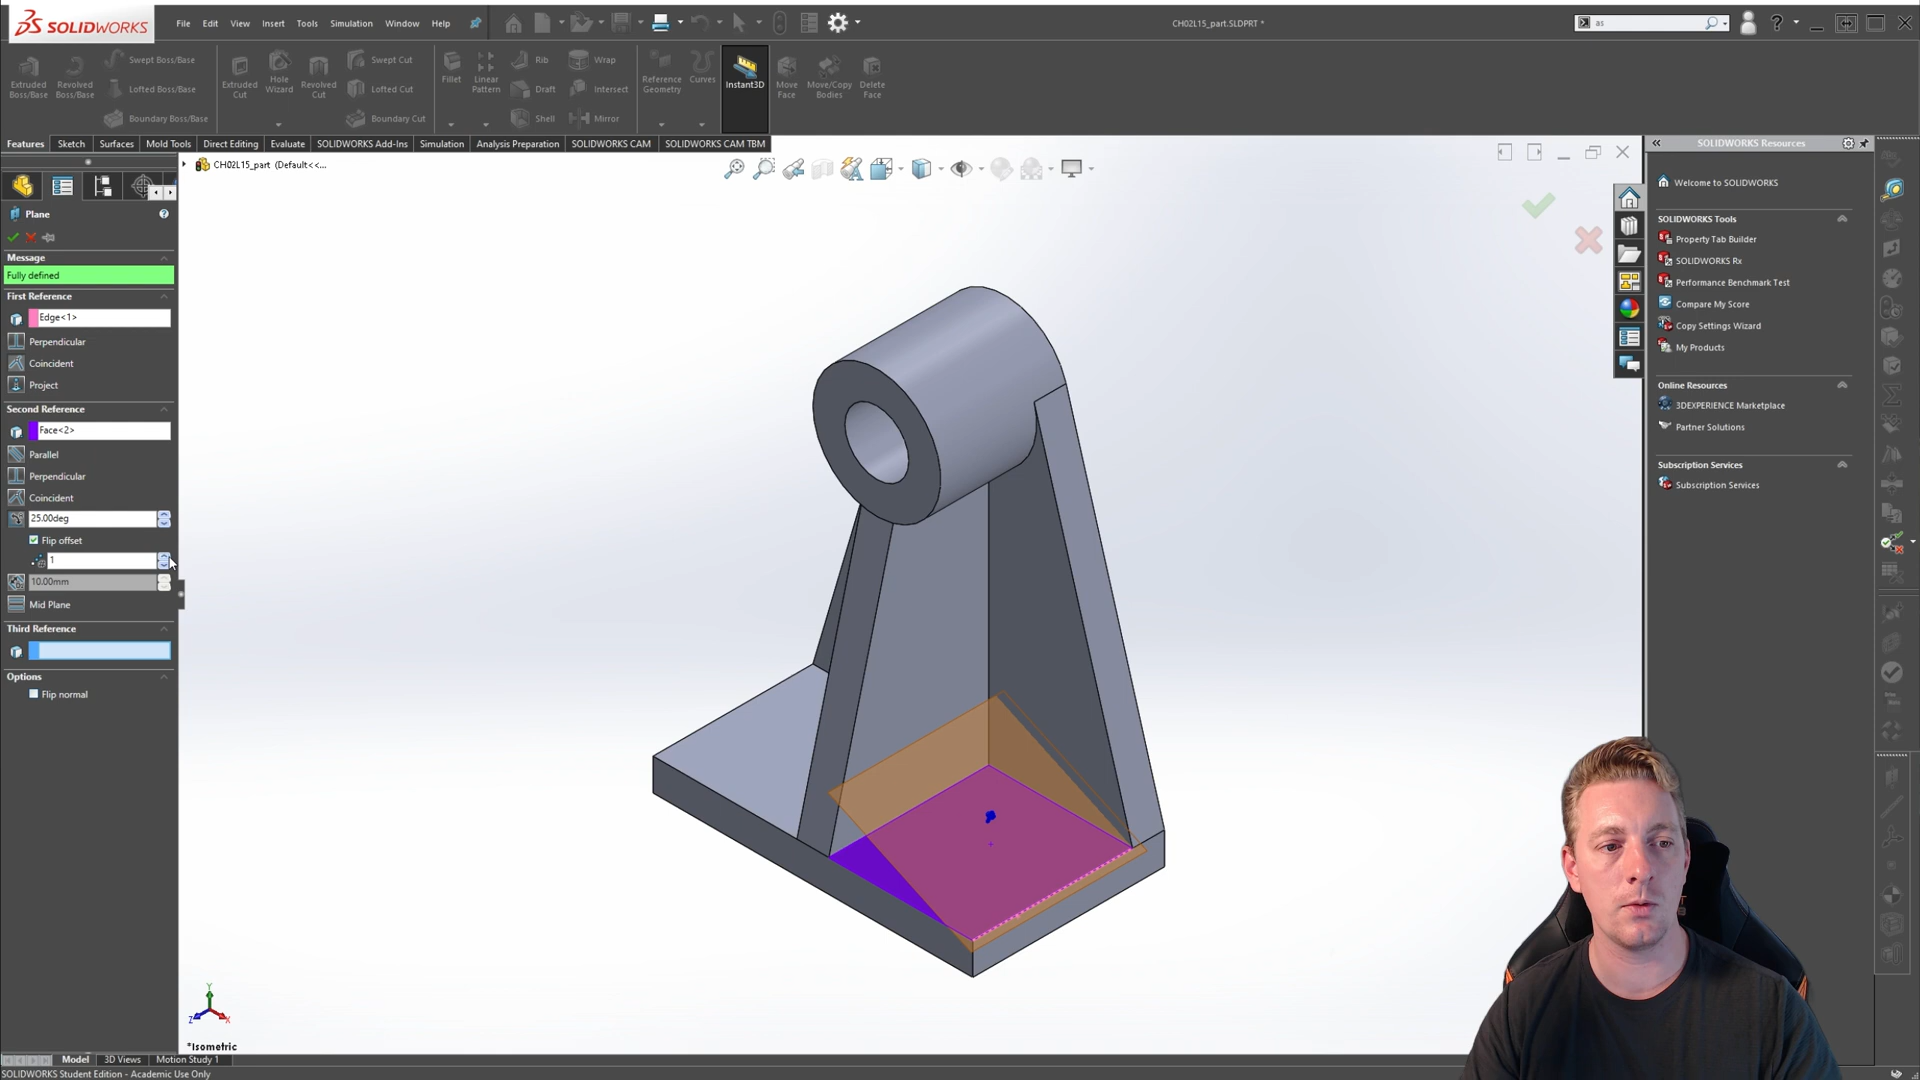 SOLIDWORKS
File Edit View Insert Tools Simulation Window Help
CH02L15_part.SLDPRT *
as
Extruded Boss/Base
Revolved Boss/Base
Swept Boss/Base
Lofted Boss/Base
Boundary Boss/Base
Extruded Cut
Hole Wizard
Revolved Cut
Swept Cut
Lofted Cut
Boundary Cut
Fillet
Linear Pattern
Rib
Draft
Shell
Wrap
Intersect
Mirror
Reference Geometry
Curves
Instant3D
Move Face
Move/Copy Bodies
Delete Face
Features Sketch Surfaces Mold Tools Direct Editing Evaluate SOLIDWORKS Add-Ins Simulation Analysis Preparation SOLIDWORKS CAM SOLIDWORKS CAM TBM
CH02L15_part (Default<<...
Plane
Message
Fully defined
First Reference
Edge<1>
Perpendicular
Coincident
Project
Second Reference
Face<2>
Parallel
Perpendicular
Coincident
25.00deg
Flip offset
1
10.00mm
Mid Plane
Third Reference
Options
Flip normal
Y
Z
X
*Isometric
SOLIDWORKS Resources
Welcome to SOLIDWORKS
SOLIDWORKS Tools
Property Tab Builder
SOLIDWORKS Rx
Performance Benchmark Test
Compare My Score
Copy Settings Wizard
My Products
Online Resources
3DEXPERIENCE Marketplace
Partner Solutions
Subscription Services
Subscription Services
Model 3D Views Motion Study 1
SOLIDWORKS Student Edition - Academic Use Only